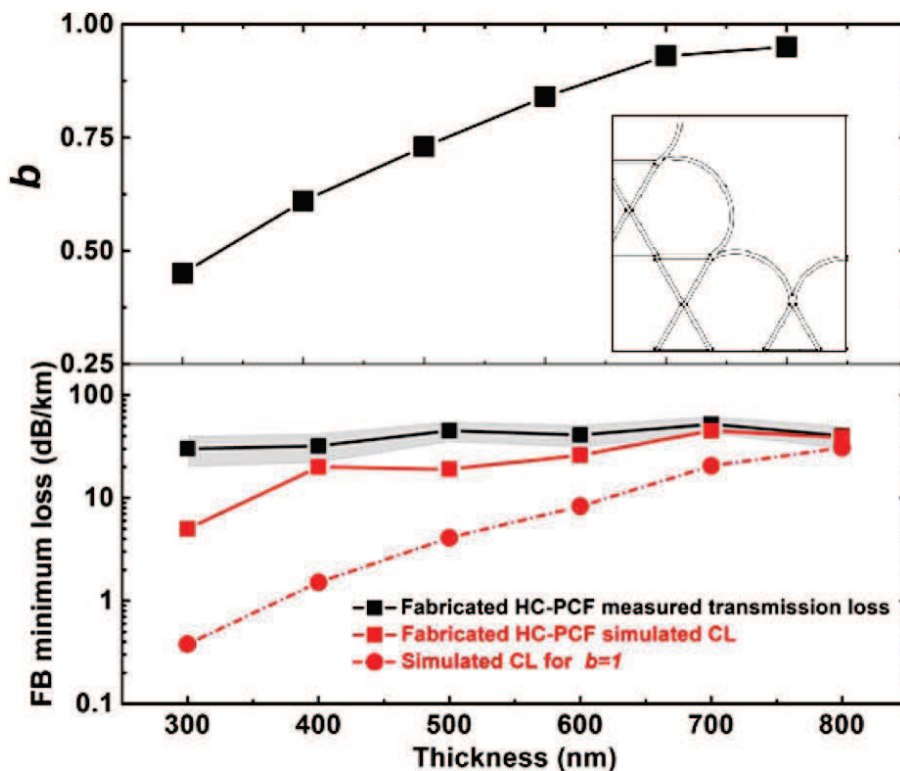 1.00
0.75
b
0.50
0.25
100
10
1
0.1
FB minimum loss (dB/km)
Fabricated HC-PCF measured transmission loss
Fabricated HC-PCF simulated CL
Simulated CL for b=1
300 400 500 600 700 800
Thickness (nm)